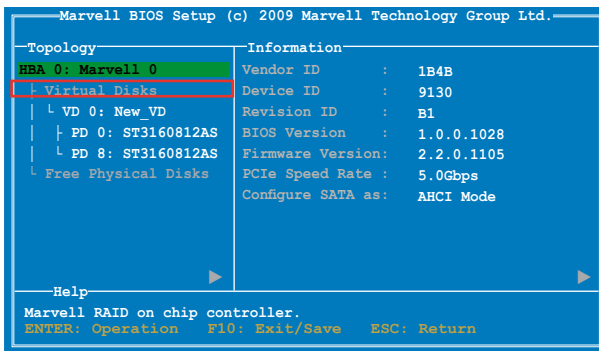 Marvell BIOS Setup (c) 2009 Marvell Technology Group Ltd.
Topology
HBA 0: Marvell 0
Virtual Disks
VD 0: New_VD
PD 0: ST3160812AS
PD 8: ST3160812AS
Free Physical Disks
Information
Vendor ID : 1B4B
Device ID : 9130
Revision ID : B1
BIOS Version : 1.0.0.1028
Firmware Version: 2.2.0.1105
PCIe Speed Rate : 5.0Gbps
Configure SATA as: AHCI Mode
Help
Marvell RAID on chip controller.
ENTER: Operation F10: Exit/Save ESC: Return